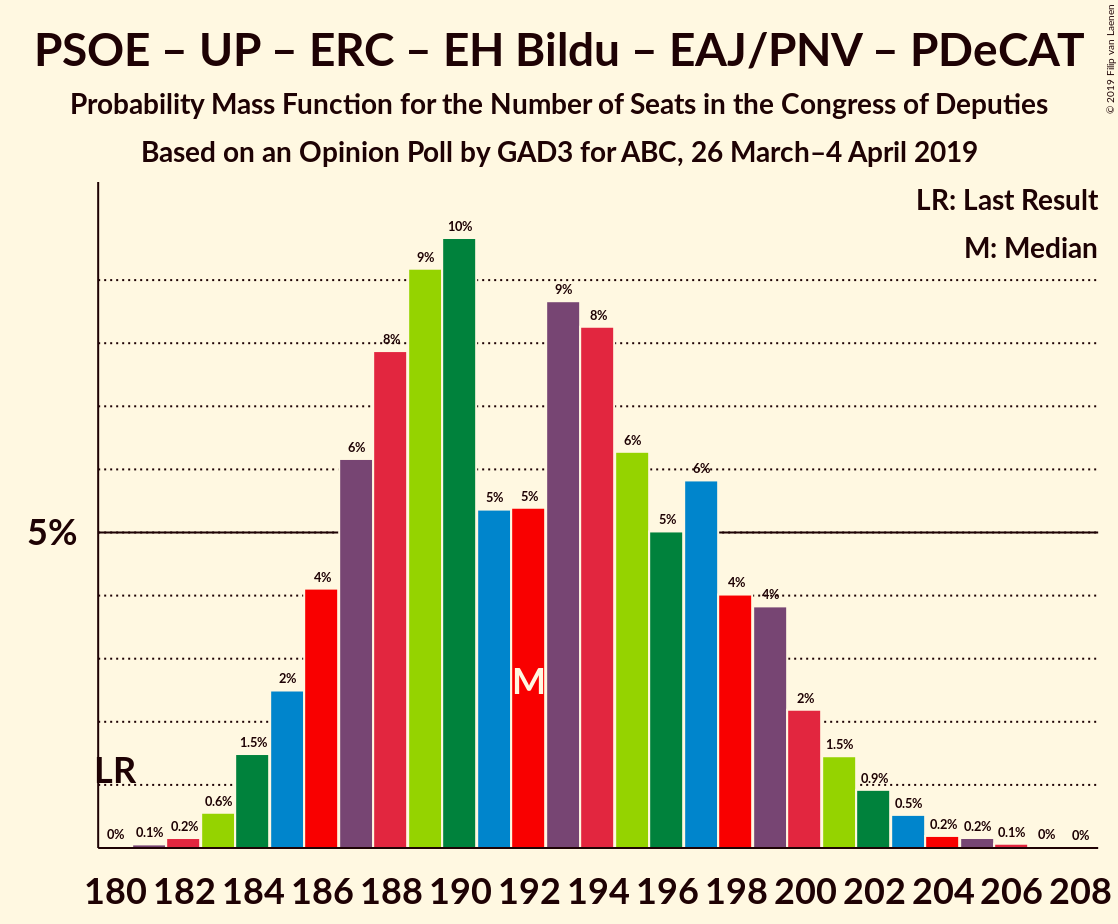 PSOE – UP – ERC – EH Bildu – EAJ/PNV – PDeCAT
Probability Mass Function for the Number of Seats in the Congress of Deputies
Based on an Opinion Poll by GAD3 for ABC, 26 March–4 April 2019
© 2019 Filip van Laenen
LR: Last Result
M: Median
5%
LR
M
0% 0.1% 0.2% 0.6% 1.5% 2% 4% 6% 8% 9% 10% 5% 5% 9% 8% 6% 5% 6% 4% 4% 2% 1.5% 0.9% 0.5% 0.2% 0.2% 0.1% 0% 0%
180 182 184 186 188 190 192 194 196 198 200 202 204 206 208